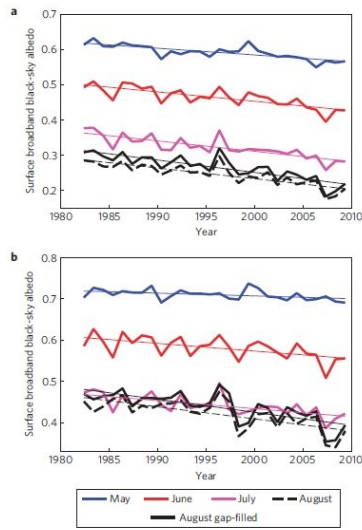 a
0.7
0.6
0.5
0.4
0.3
0.2
Surface broadband black-sky albedo
1980 1985 1990 1995 2000 2005 2010
Year
b
0.8
0.7
0.6
0.5
0.4
Surface broadband black-sky albedo
1980 1985 1990 1995 2000 2005 2010
Year
May June July August
August gap-filled